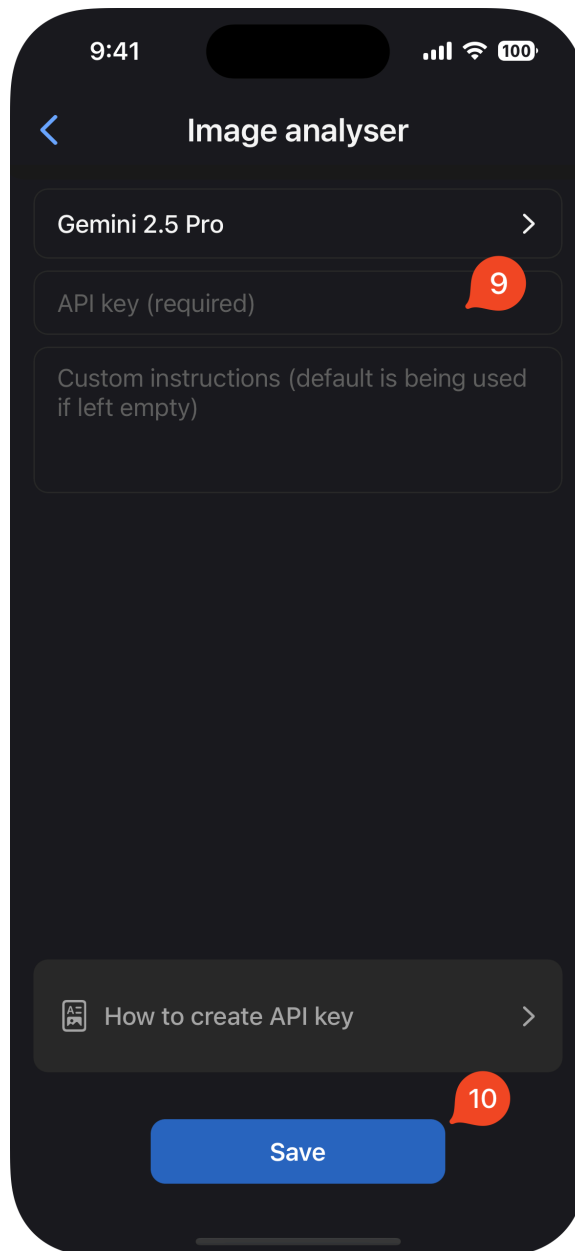 9:41
100
Image analyser
Gemini 2.5 Pro
9
API key (required)
Custom instructions (default is being used
if left empty)
How to create API key
10
Save